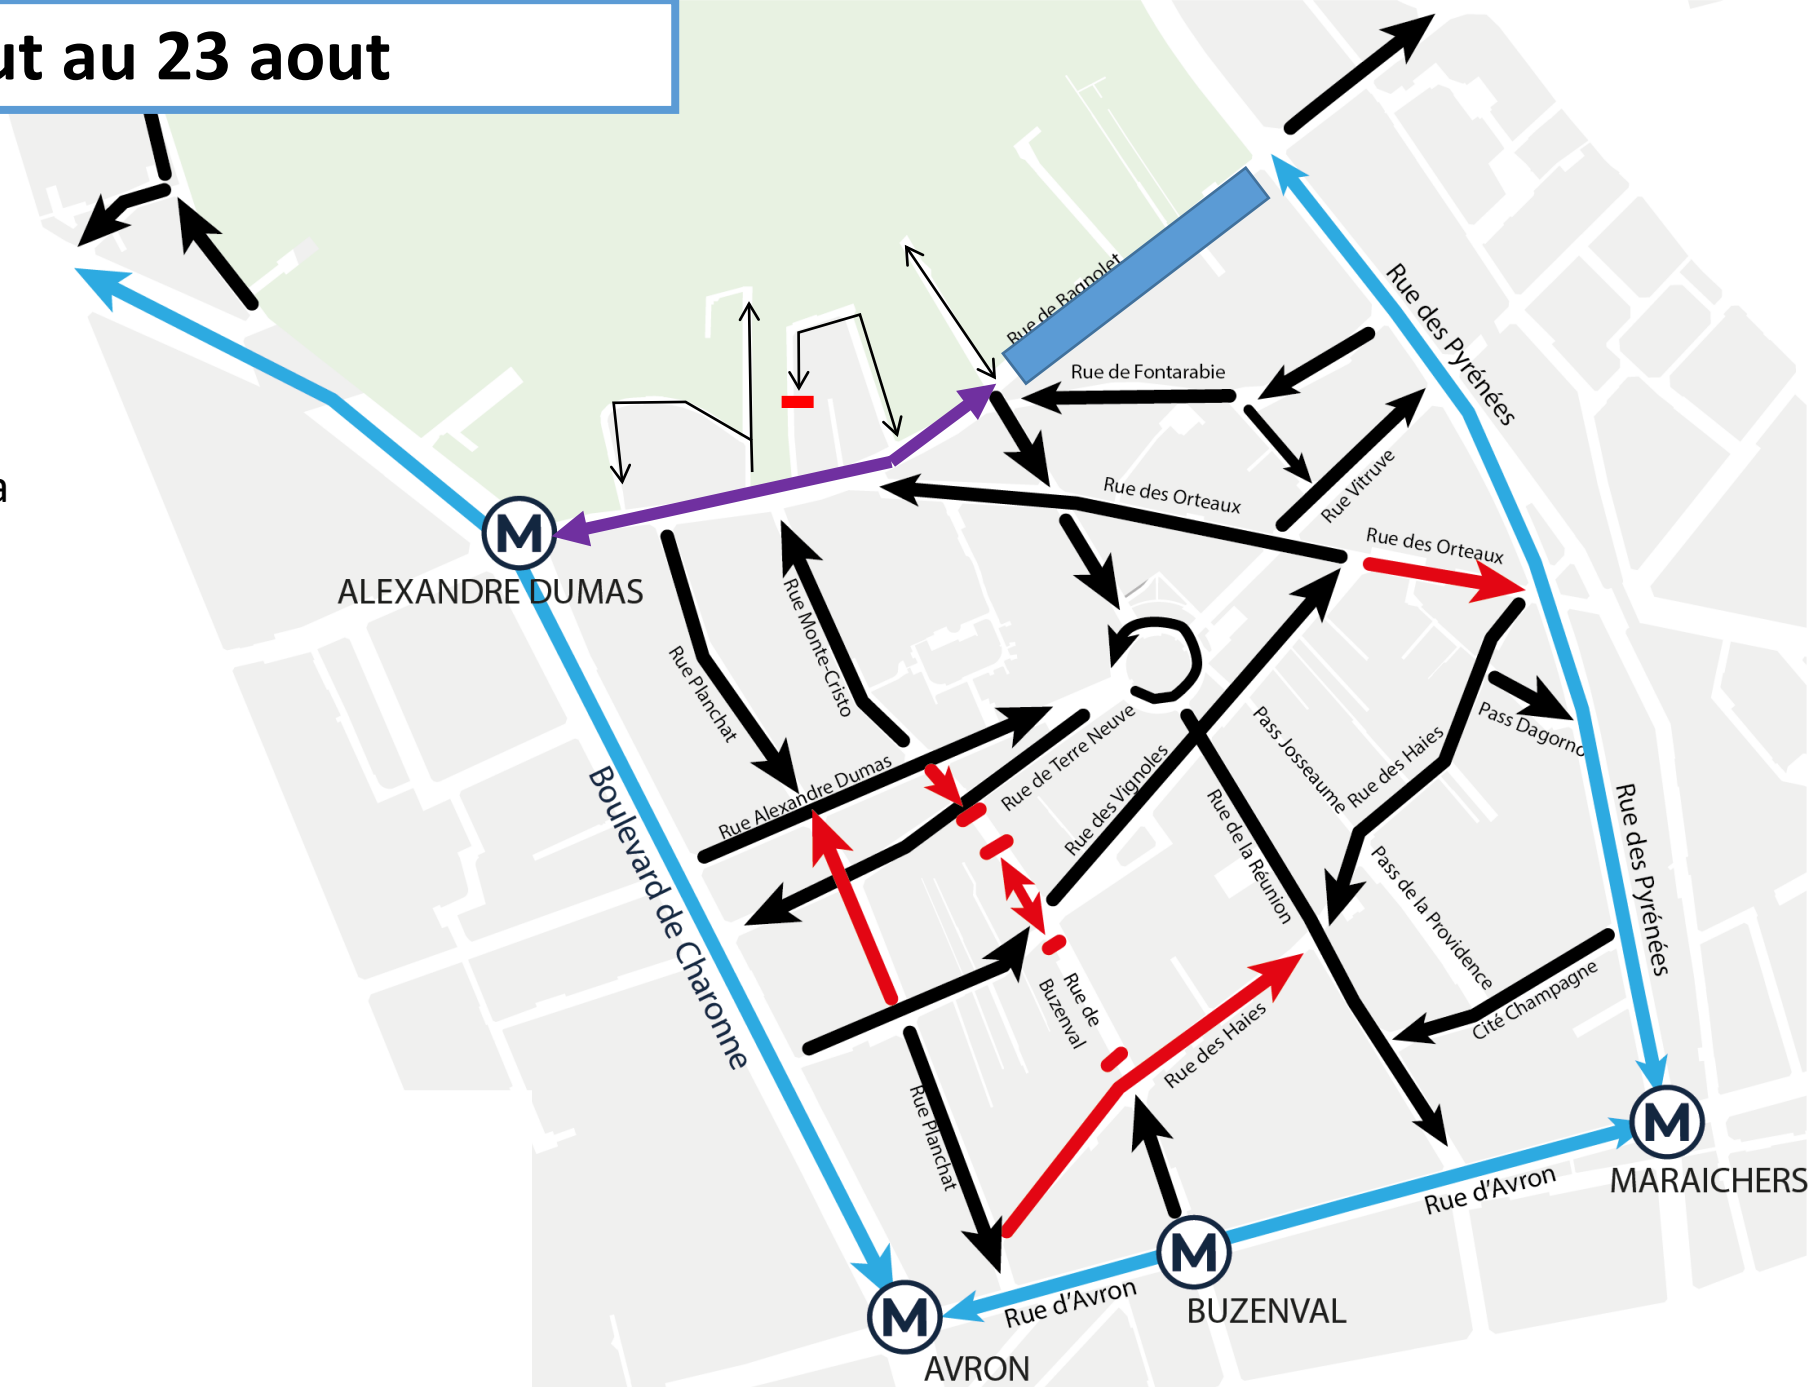 ut au 23 aout
a
Rue de Bagnolet
Rue des Pyrénées
Rue de Fontarabie
Rue Vitruve
Rue des Orteaux
Rue des Orteaux
M
ALEXANDRE DUMAS
Rue Monte-Cristo
Rue Planchat
Rue Alexandre Dumas
Rue de Terre Neuve
Rue des Vignoles
Pass Josseaume
Rue des Haies
Pass Dagorno
Boulevard de Charonne
Rue de la Réunion
Pass de la Providence
Rue des Pyrénées
Cité Champagne
Rue de
Buzenval
Rue des Haies
Rue Planchat
M
MARAICHERS
Rue d'Avron
M
BUZENVAL
Rue d'Avron
M
AVRON